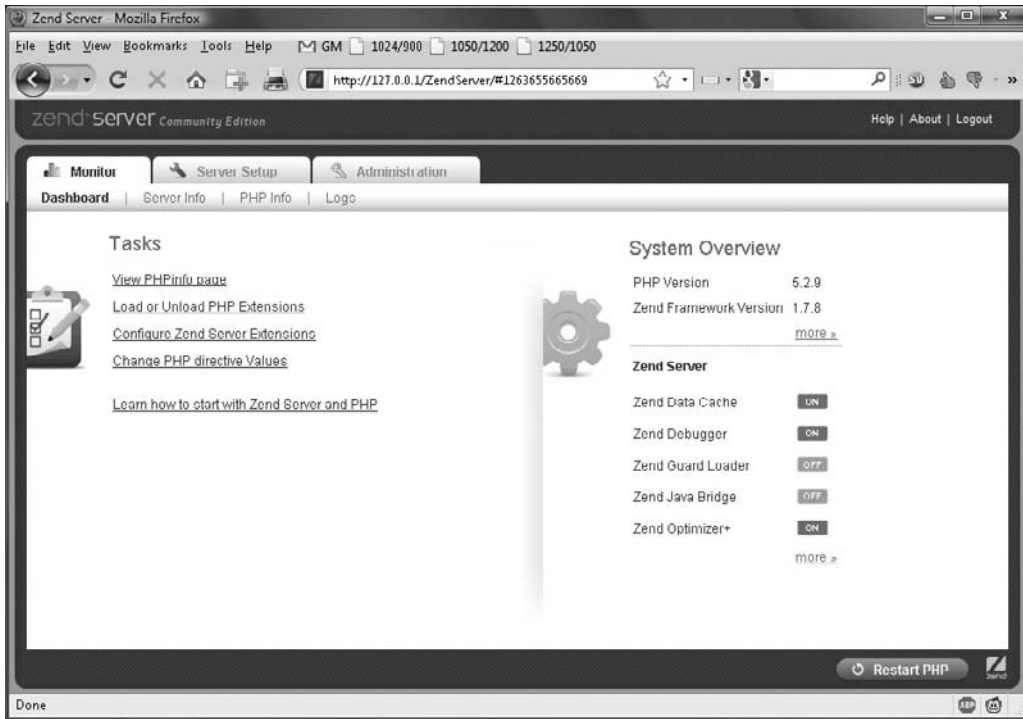 Zend Server - Mozilla Firefox
File Edit View Bookmarks Tools Help GM 1024/900 1050/1200 1250/1050
http://127.0.0.1/ZendServer/#1263655665669
zend server Community Edition
Help | About | Logout
Monitor Server Setup Administration
Dashboard | Server Info | PHP Info | Logs
Tasks
View PHPinfo page
Load or Unload PHP Extensions
Configure Zend Server Extensions
Change PHP directive Values
Learn how to start with Zend Server and PHP
System Overview
PHP Version 5.2.9
Zend Framework Version 1.7.8
more »
Zend Server
Zend Data Cache ON
Zend Debugger ON
Zend Guard Loader OFF
Zend Java Bridge OFF
Zend Optimizer+ ON
more »
Restart PHP
zend
Done
ABP